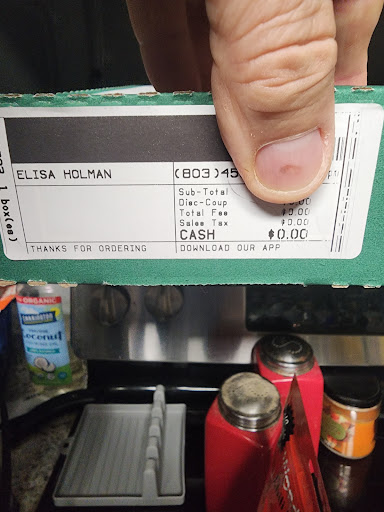 ELISA HOLMAN
(803)45
Sub-Total
Disc-Coup 0.00
Total Fee $0.00
Sales Tax $0.00
CASH $0.00
THANKS FOR ORDERING
DOWNLOAD OUR APP
1 box(es)
ORGANIC
CARRINGTON
Coconut